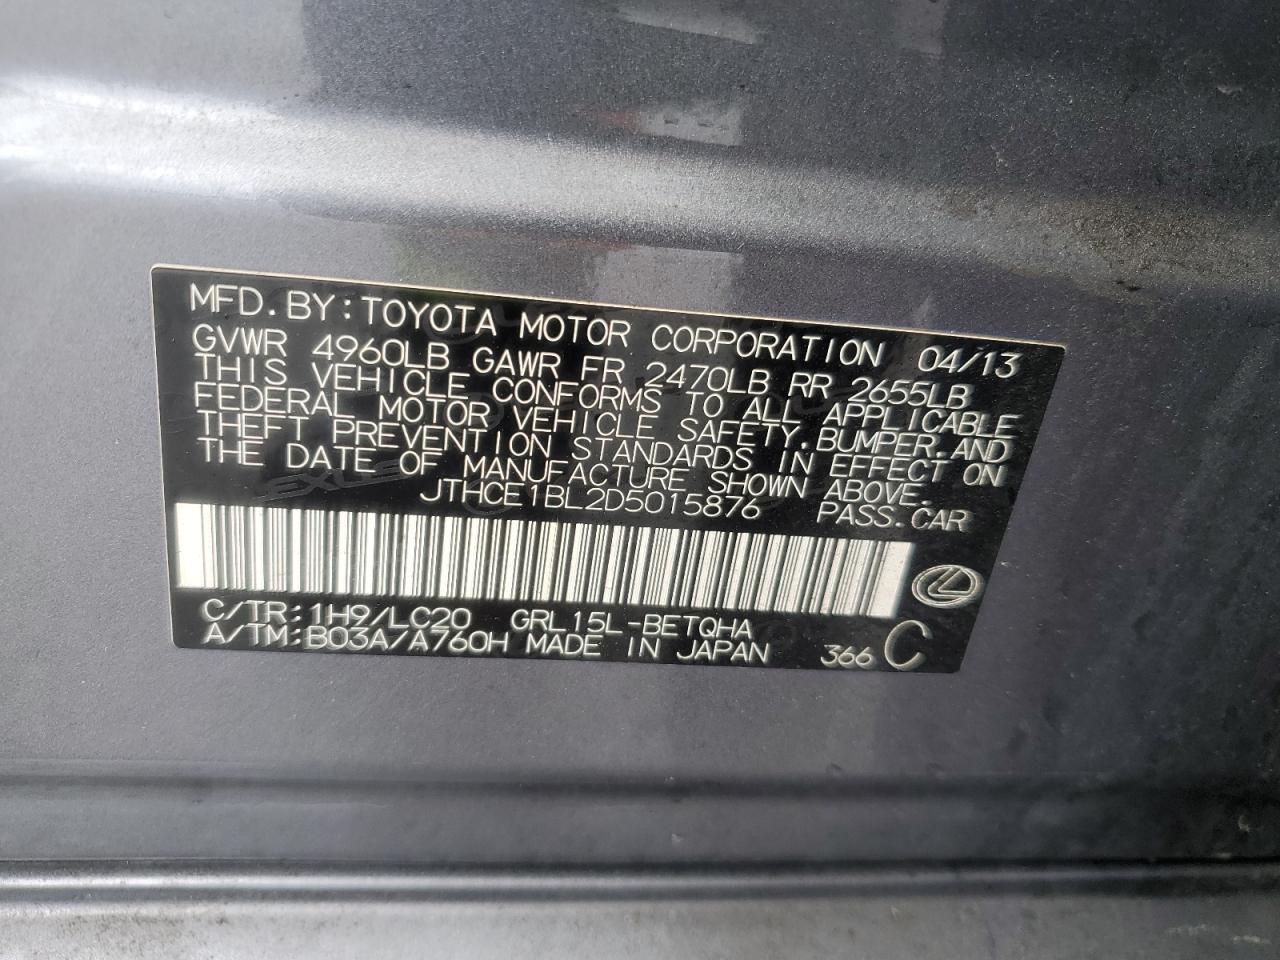 MFD. BY: TOYOTA MOTOR CORPORATION 04/13
GVWR 4960LB GAWR FR 2470LB RR 2655LB
THIS VEHICLE CONFORMS TO ALL APPLICABLE
FEDERAL MOTOR VEHICLE SAFETY, BUMPER, AND
THEFT PREVENTION STANDARDS IN EFFECT ON
THE DATE OF MANUFACTURE SHOWN ABOVE.
JTHCE1BL2D5015876 PASS. CAR
C/TR: 1H9/LC20 GRL15L-BETQHA
A/TM: B03A/A760H MADE IN JAPAN 366 C